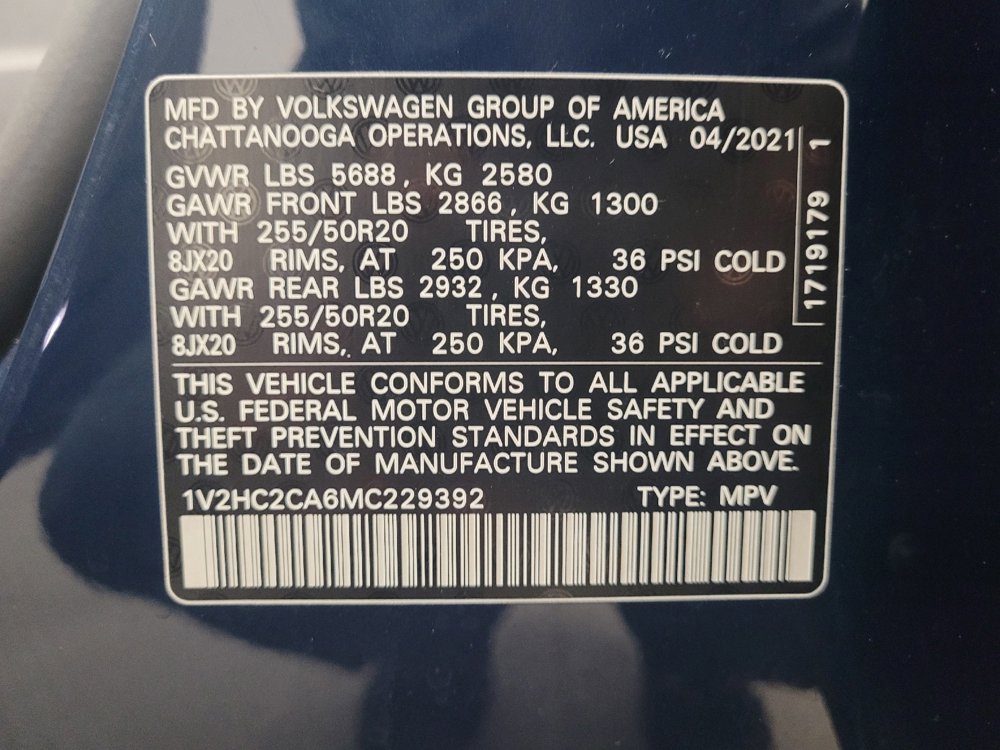 MFD BY VOLKSWAGEN GROUP OF AMERICA
CHATTANOOGA OPERATIONS, LLC. USA 04/2021
GVWR LBS 5688, KG 2580
GAWR FRONT LBS 2866, KG 1300
WITH 255/50R20 TIRES,
8JX20 RIMS, AT 250 KPA, 36 PSI COLD
GAWR REAR LBS 2932, KG 1330
WITH 255/50R20 TIRES,
8JX20 RIMS, AT 250 KPA, 36 PSI COLD
1719179 1
THIS VEHICLE CONFORMS TO ALL APPLICABLE
U.S. FEDERAL MOTOR VEHICLE SAFETY AND
THEFT PREVENTION STANDARDS IN EFFECT ON
THE DATE OF MANUFACTURE SHOWN ABOVE.
1V2HC2CA6MC229392 TYPE: MPV